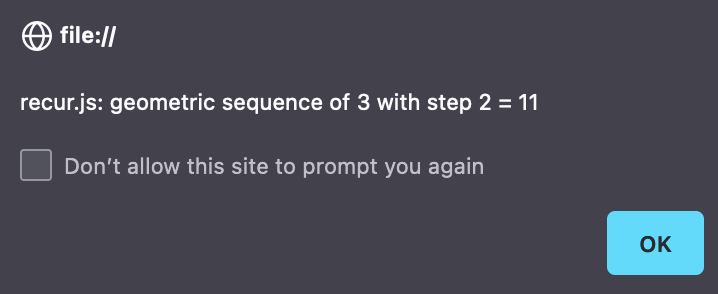 file://
recur.js: geometric sequence of 3 with step 2 = 11
Don’t allow this site to prompt you again
OK